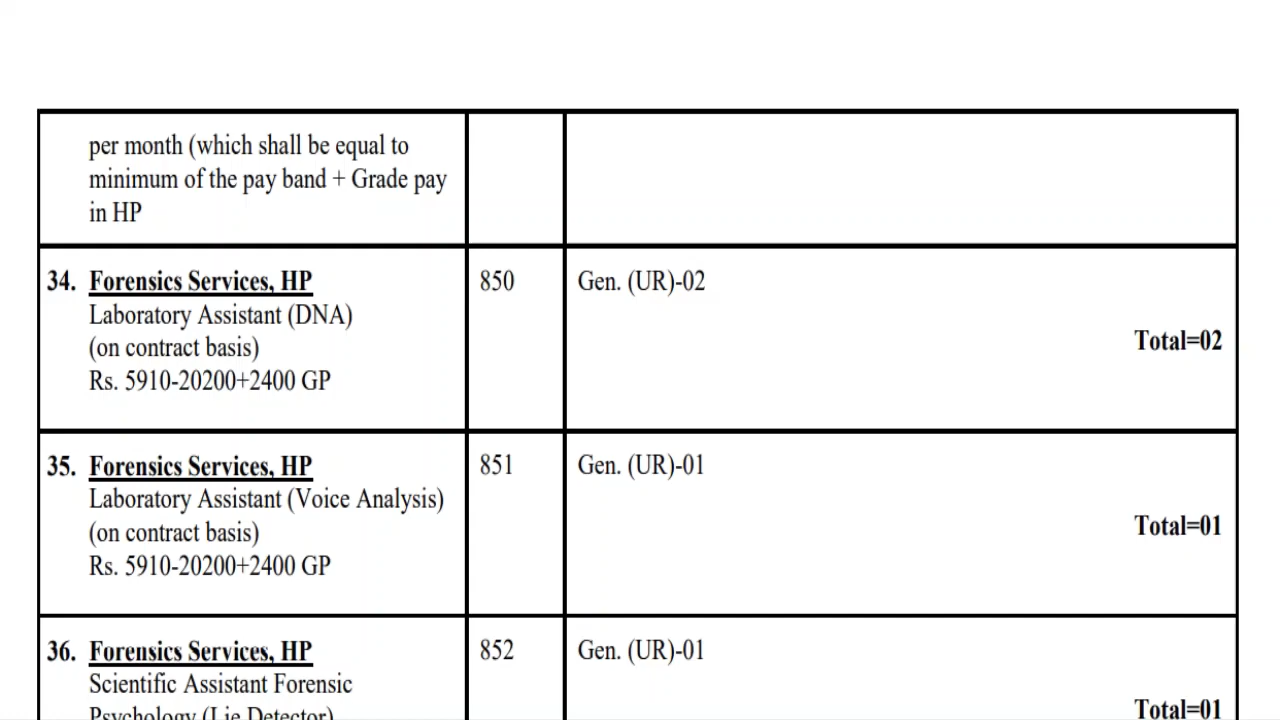 per month (which shall be equal to
minimum of the pay band + Grade pay
in HP
34. Forensics Services, HP 850 Gen. (UR)-02
Laboratory Assistant (DNA)
Total=02
(on contract basis)
Rs. 5910-20200+2400 GP
35. Forensics Services, HP 851 Gen. (UR)-01
Laboratory Assistant (Voice Analysis)
Total=01
(on contract basis)
Rs. 5910-20200+2400 GP
36. Forensics Services, HP 852 Gen. (UR)-01
Scientific Assistant Forensic
Total=01
Psychology (Lie Detector)